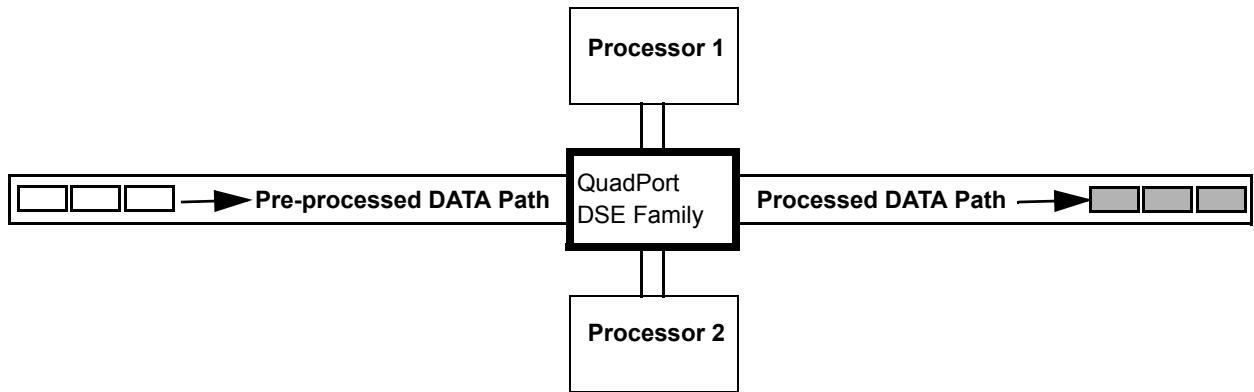 Processor 1
Pre-processed DATA Path
QuadPort
DSE Family
Processed DATA Path
Processor 2